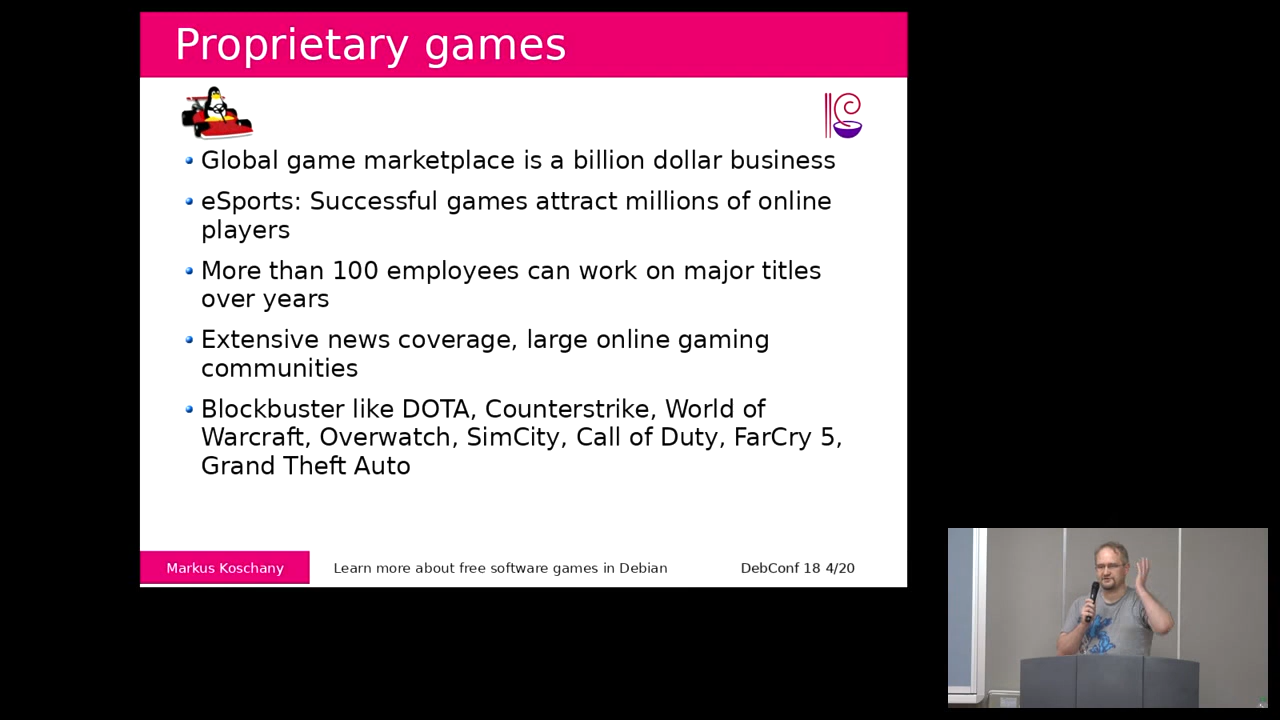 Proprietary games
Global game marketplace is a billion dollar business
eSports: Successful games attract millions of online
players
More than 100 employees can work on major titles
over years
Extensive news coverage, large online gaming
communities
Blockbuster like DOTA, Counterstrike, World of
Warcraft, Overwatch, SimCity, Call of Duty, FarCry 5,
Grand Theft Auto
Markus Koschany
Learn more about free software games in Debian
DebConf 18 4/20